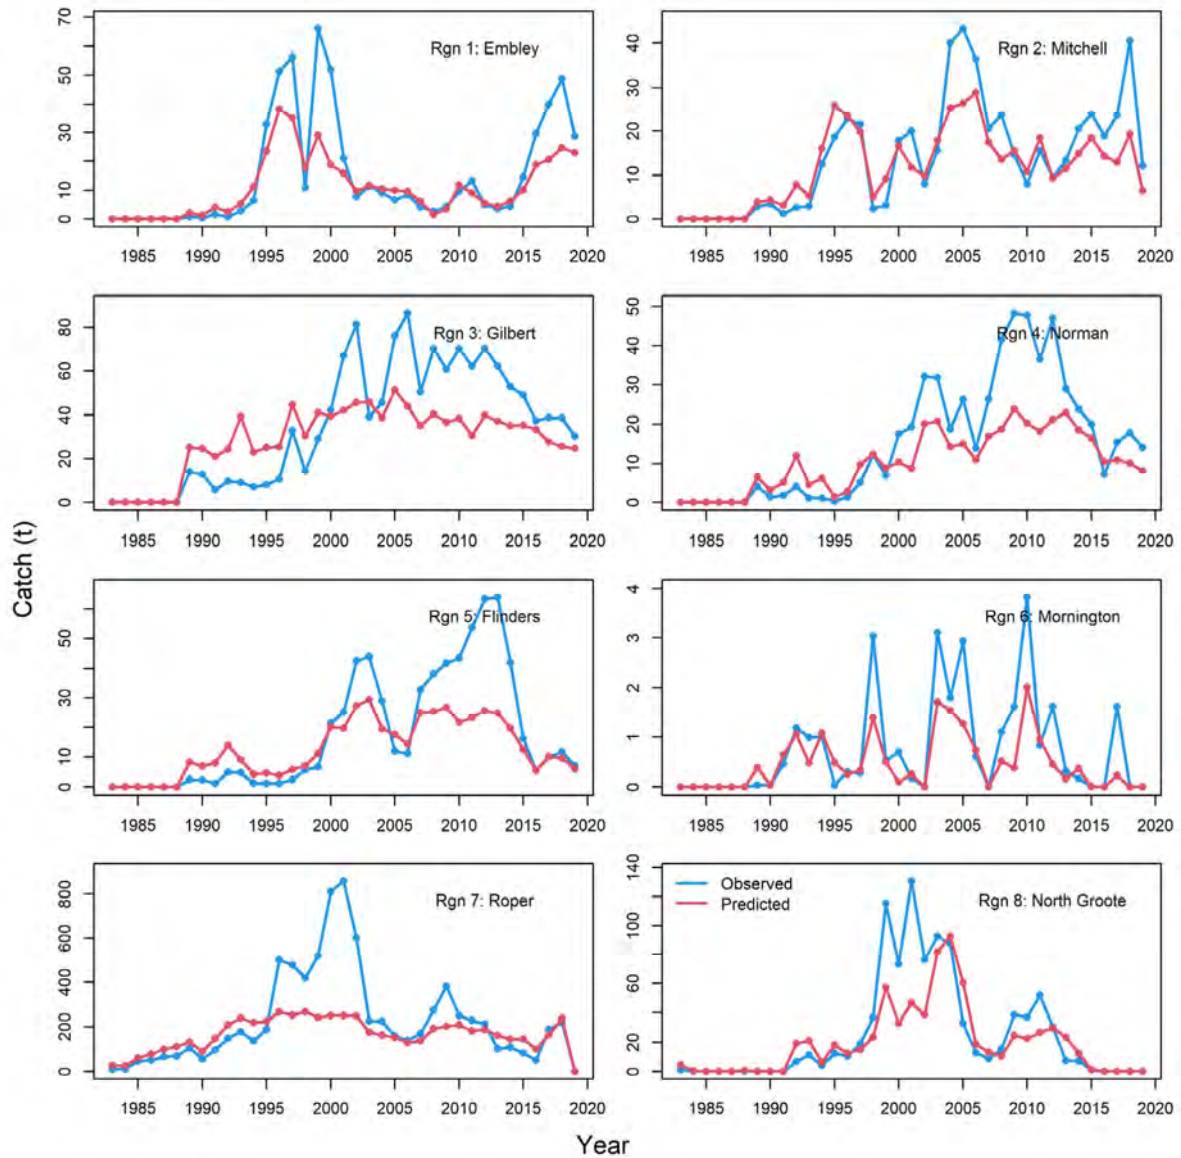 Rgn 1: Embley
70
50
30
10
0
1985 1990 1995 2000 2005 2010 2015 2020
Rgn 2: Mitchell
40
30
20
10
0
1985 1990 1995 2000 2005 2010 2015 2020
Rgn 3: Gilbert
80
60
40
20
0
1985 1990 1995 2000 2005 2010 2015 2020
Rgn 4: Norman
50
40
30
20
10
0
1985 1990 1995 2000 2005 2010 2015 2020
Catch (t)
Rgn 5: Flinders
50
30
10
0
1985 1990 1995 2000 2005 2010 2015 2020
Rgn 6: Mornington
4
3
2
1
0
1985 1990 1995 2000 2005 2010 2015 2020
Rgn 7: Roper
800
600
400
200
0
1985 1990 1995 2000 2005 2010 2015 2020
Observed
Predicted
Rgn 8: North Groote
140
100
60
20
0
1985 1990 1995 2000 2005 2010 2015 2020
Year